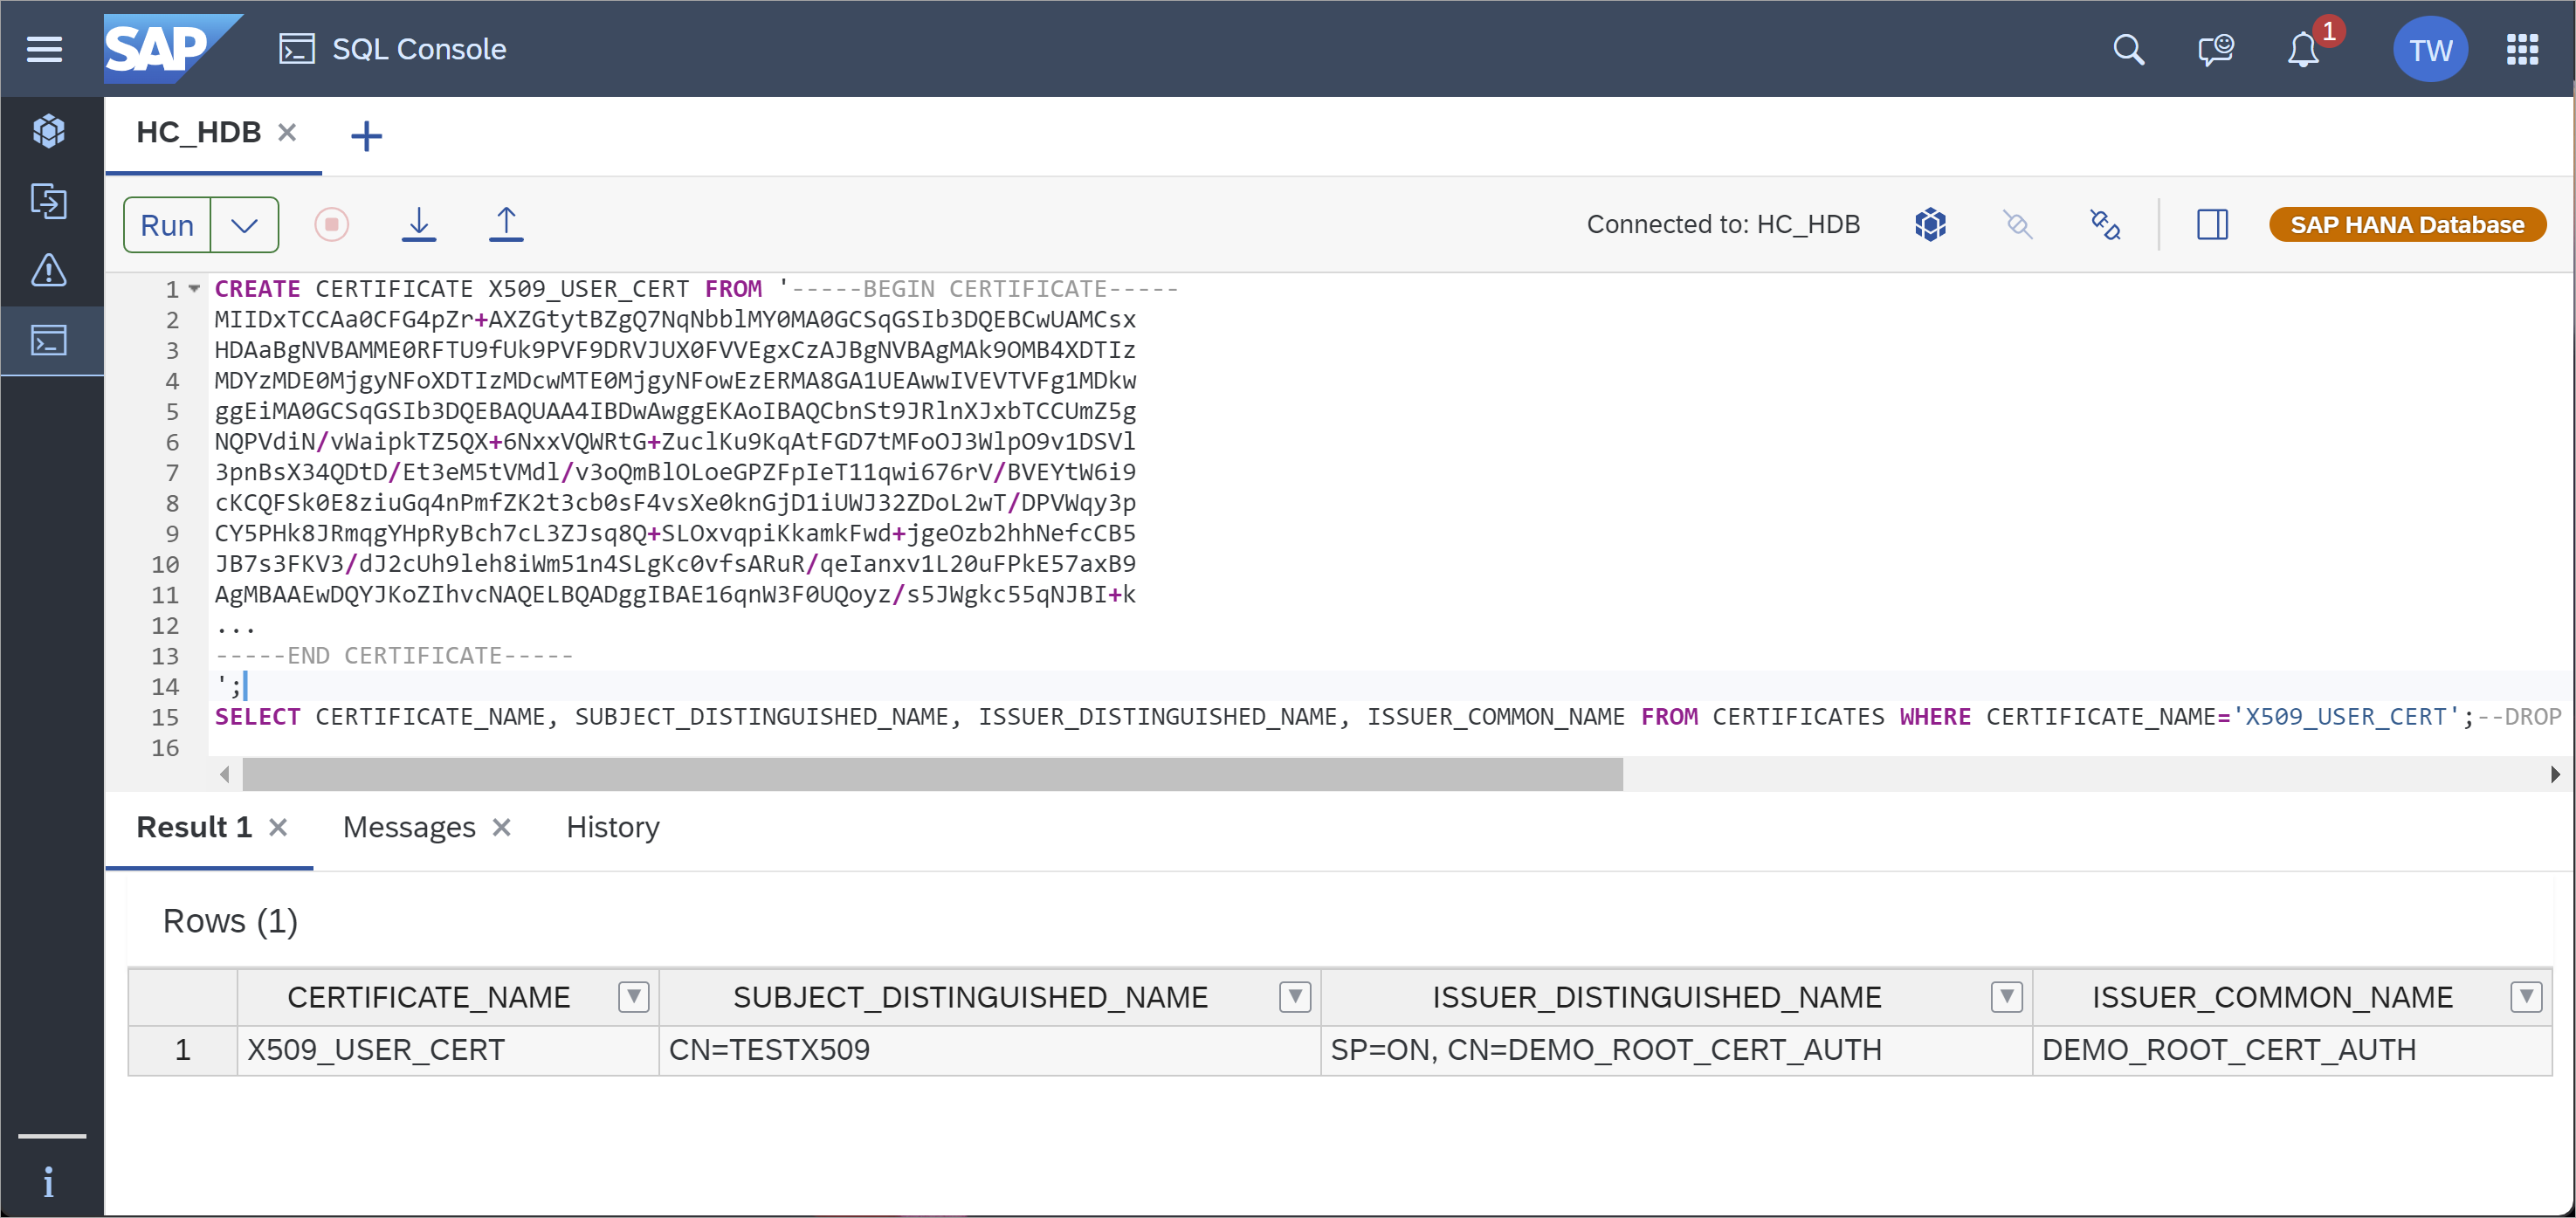 SAP SQL Console 1 TW
HC_HDB
Run Connected to: HC_HDB SAP HANA Database
1 CREATE CERTIFICATE X509_USER_CERT FROM '-----BEGIN CERTIFICATE-----
2 MIIDxTCCAa0CFG4pZr+AXZGtytBZgQ7NqNbblMY0MA0GCSqGSIb3DQEBCwUAMCsx
3 HDAaBgNVBAMME0RFTU9fUk9PVF9DRVJUX0FVVEgxCzAJBgNVBAgMAk9OMB4XDTIz
4 MDYzMDE0MjgyNFoXDTIzMDcwMTE0MjgyNFowEzERMA8GA1UEAwwIVEVTVFg1MDkw
5 ggEiMA0GCSqGSIb3DQEBAQUAA4IBDwAwggEKAoIBAQCbnSt9JRlnXJxbTCCUmZ5g
6 NQPVdiN/vWaipkTZ5QX+6NxxVQWRtG+ZuclKu9KqAtFGD7tMFoOJ3WlpO9v1DSVl
7 3pnBsX34QDtD/Et3eM5tVMdl/v3oQmBlOLoeGPZFpIeT11qwi676rV/BVEYtW6i9
8 cKCQFSk0E8ziuGq4nPmfZK2t3cb0sF4vsXe0knGjD1iUWJ32ZDoL2wT/DPVWqy3p
9 CY5PHk8JRmqgYHpRyBch7cL3ZJsq8Q+SLOxvqpiKkamkFwd+jgeOzb2hhNefcCB5
10 JB7s3FKV3/dJ2cUh9leh8iWm51n4SLgKc0vfsARuR/qeIanxv1L20uFPkE57axB9
11 AgMBAAEwDQYJKoZIhvcNAQELBQADggIBAE16qnW3F0UQoyz/s5JWgkc55qNJBI+k
12 ...
13 -----END CERTIFICATE-----
14 ';
15 SELECT CERTIFICATE_NAME, SUBJECT_DISTINGUISHED_NAME, ISSUER_DISTINGUISHED_NAME, ISSUER_COMMON_NAME FROM CERTIFICATES WHERE CERTIFICATE_NAME='X509_USER_CERT';--DROP
16
Result 1 Messages History
Rows (1)
CERTIFICATE_NAME SUBJECT_DISTINGUISHED_NAME ISSUER_DISTINGUISHED_NAME ISSUER_COMMON_NAME
1 X509_USER_CERT CN=TESTX509 SP=ON, CN=DEMO_ROOT_CERT_AUTH DEMO_ROOT_CERT_AUTH